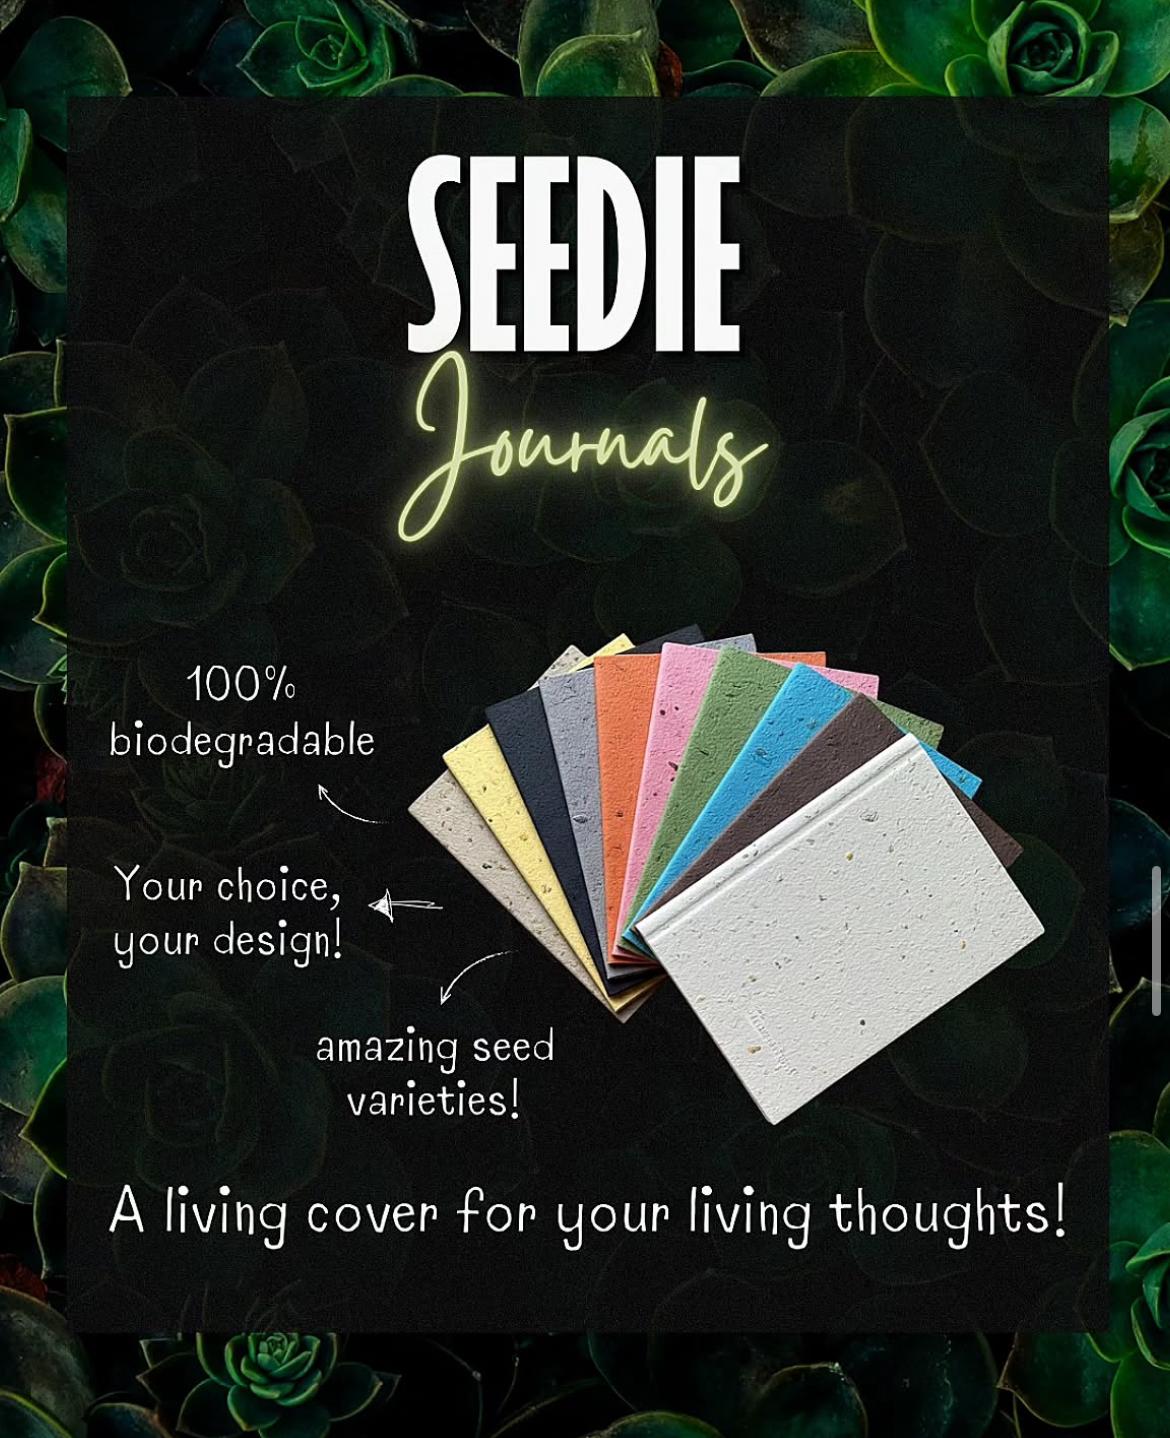 SEEDIE
Journals
100%
biodegradable
Your choice,
your design!
amazing seed
varieties!
A living cover for your living thoughts!